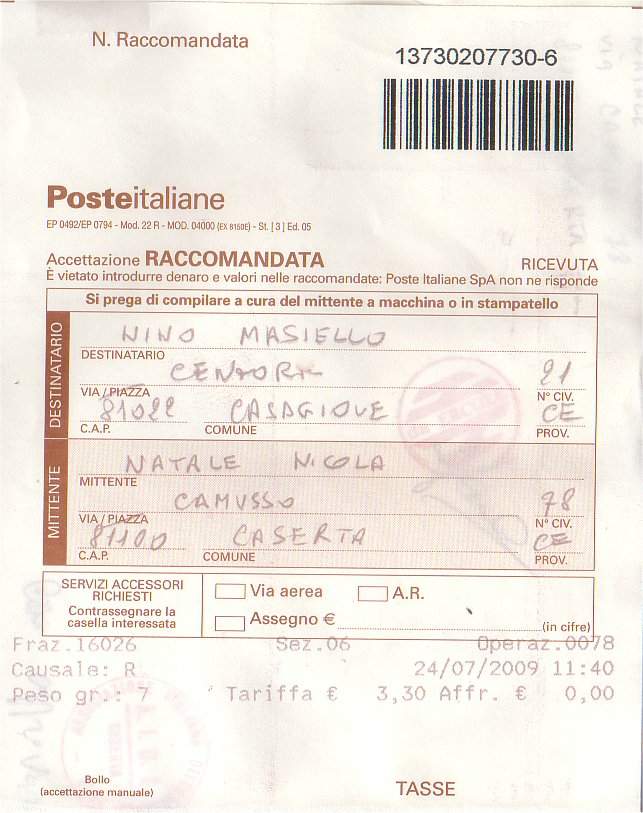 N. Raccomandata
13730207730-6
Posteitaliane
EP 0492/EP 0794 - Mod. 22 R - MOD. 04000 (EX 8150E) - St. [3] Ed. 05
Accettazione RACCOMANDATA RICEVUTA
È vietato introdurre denaro e valori nelle raccomandate: Poste Italiane SpA non ne risponde
Si prega di compilare a cura del mittente a macchina o in stampatello
DESTINATARIO
NINO MASIELLO
DESTINATARIO
21
VIA / PIAZZA N° CIV.
81022 CASAGIOVE CE
C.A.P. COMUNE PROV.
MITTENTE
NATALE NICOLA
MITTENTE
CAMUSSO 78
VIA / PIAZZA N° CIV.
81100 CASERTA CE
C.A.P. COMUNE PROV.
SERVIZI ACCESSORI
RICHIESTI
Contrassegnare la
casella interessata
Via aerea A.R.
Assegno € (in cifre)
Fraz.16026 Sez.06 Operaz.0078
Causale: R 24/07/2009 11:40
Peso gr.: 7 Tariffa € 3,30 Affr. € 0,00
Bollo
(accettazione manuale)
TASSE